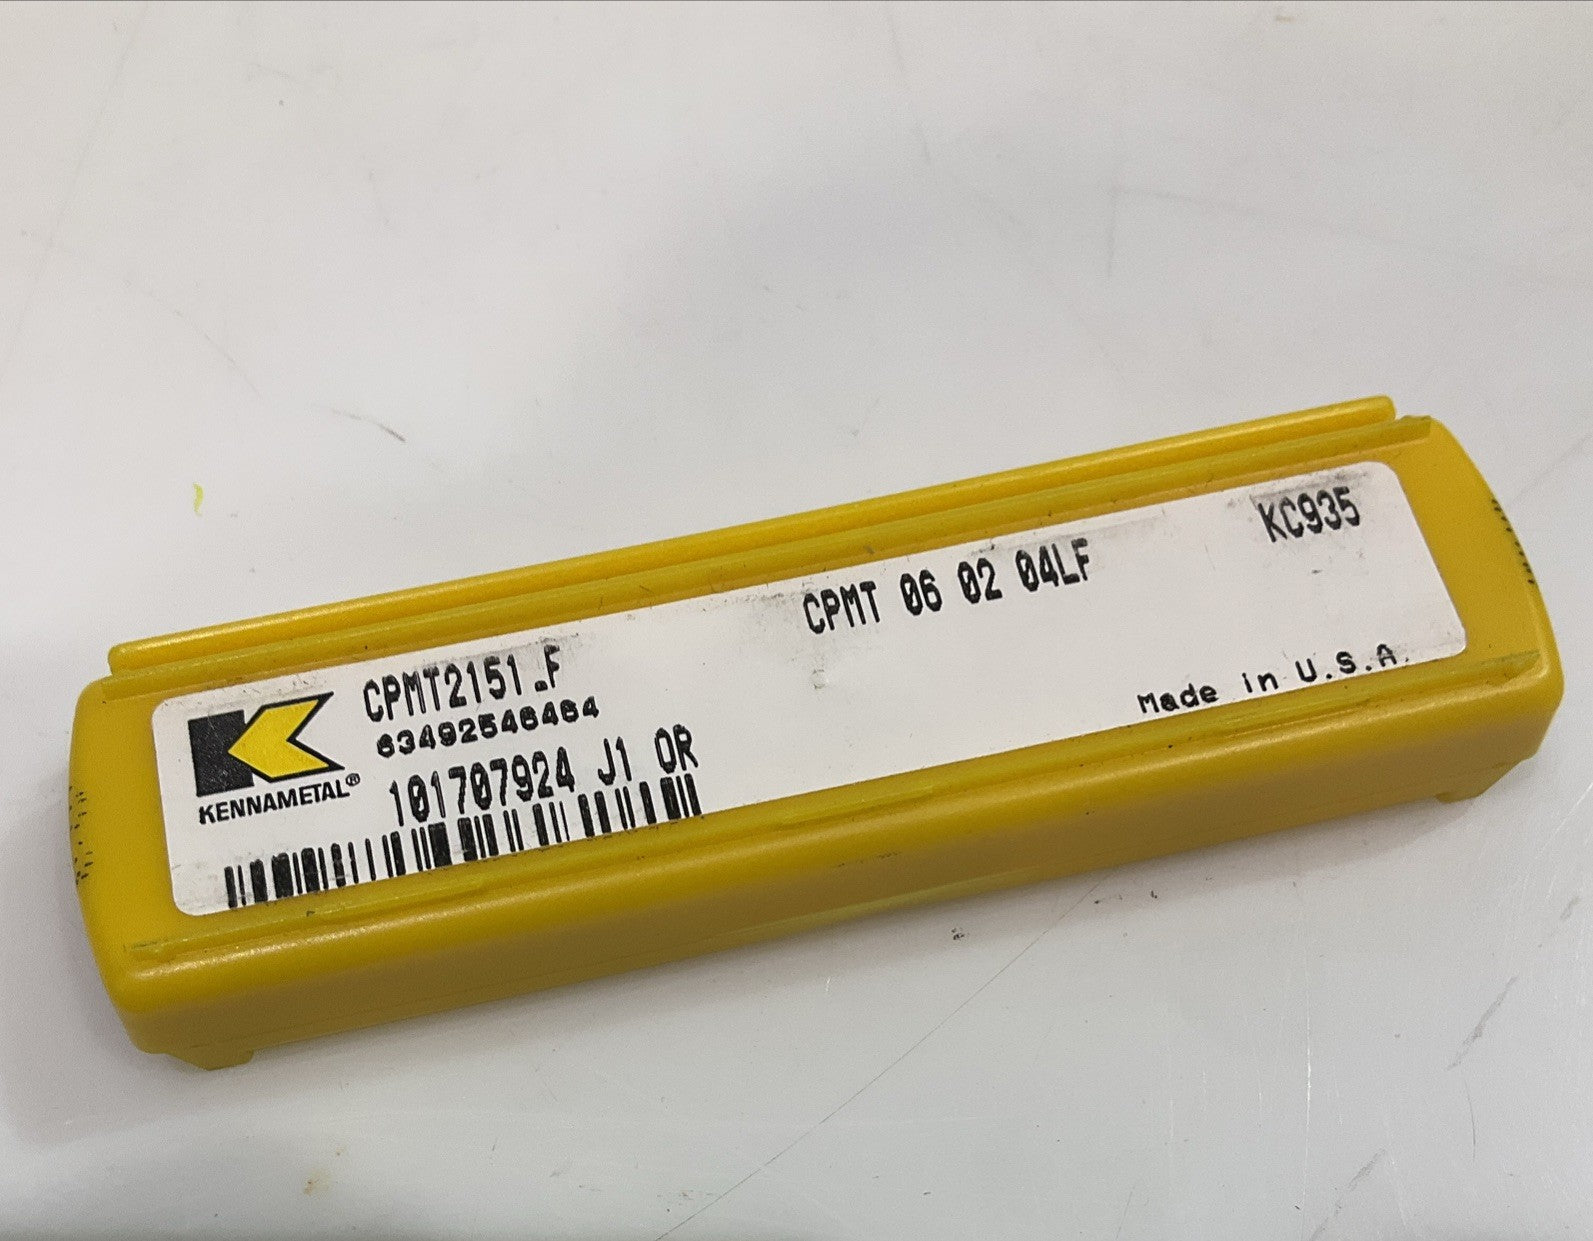 KENNAMETAL®
CPMT2151.F
63492546464
101707924 J1 OR
CPMT 06 02 04LF
KC935
Made in U.S.A.